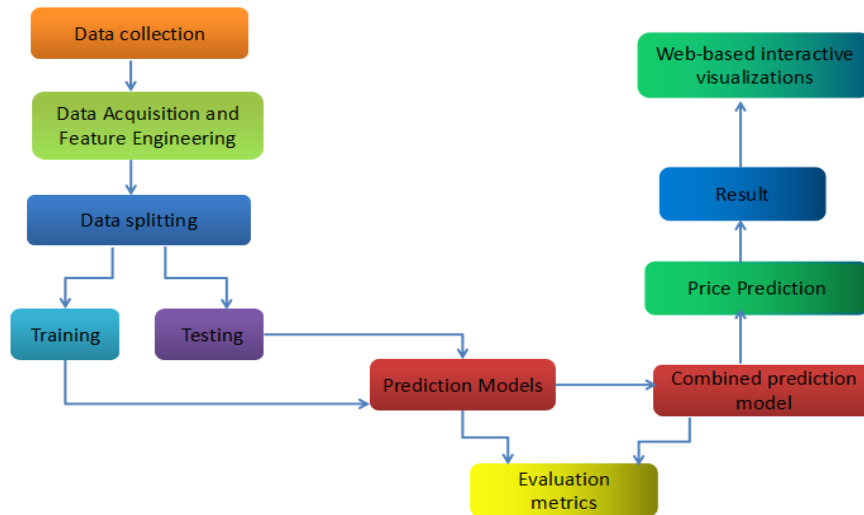 Data collection
Data Acquisition and
Feature Engineering
Data splitting
Training
Testing
Prediction Models
Combined prediction
model
Evaluation
metrics
Price Prediction
Result
Web-based interactive
visualizations